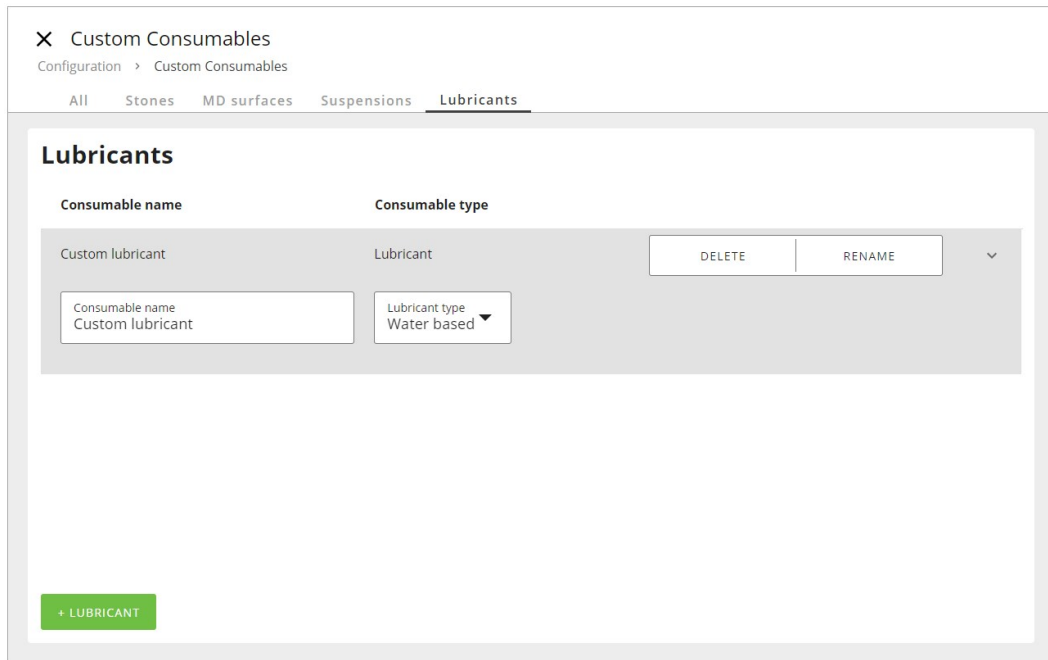 Custom Consumables
Configuration > Custom Consumables
All Stones MD surfaces Suspensions Lubricants
Lubricants
Consumable name Consumable type
Custom lubricant Lubricant DELETE RENAME
Consumable name Lubricant type
Custom lubricant Water based
+ LUBRICANT